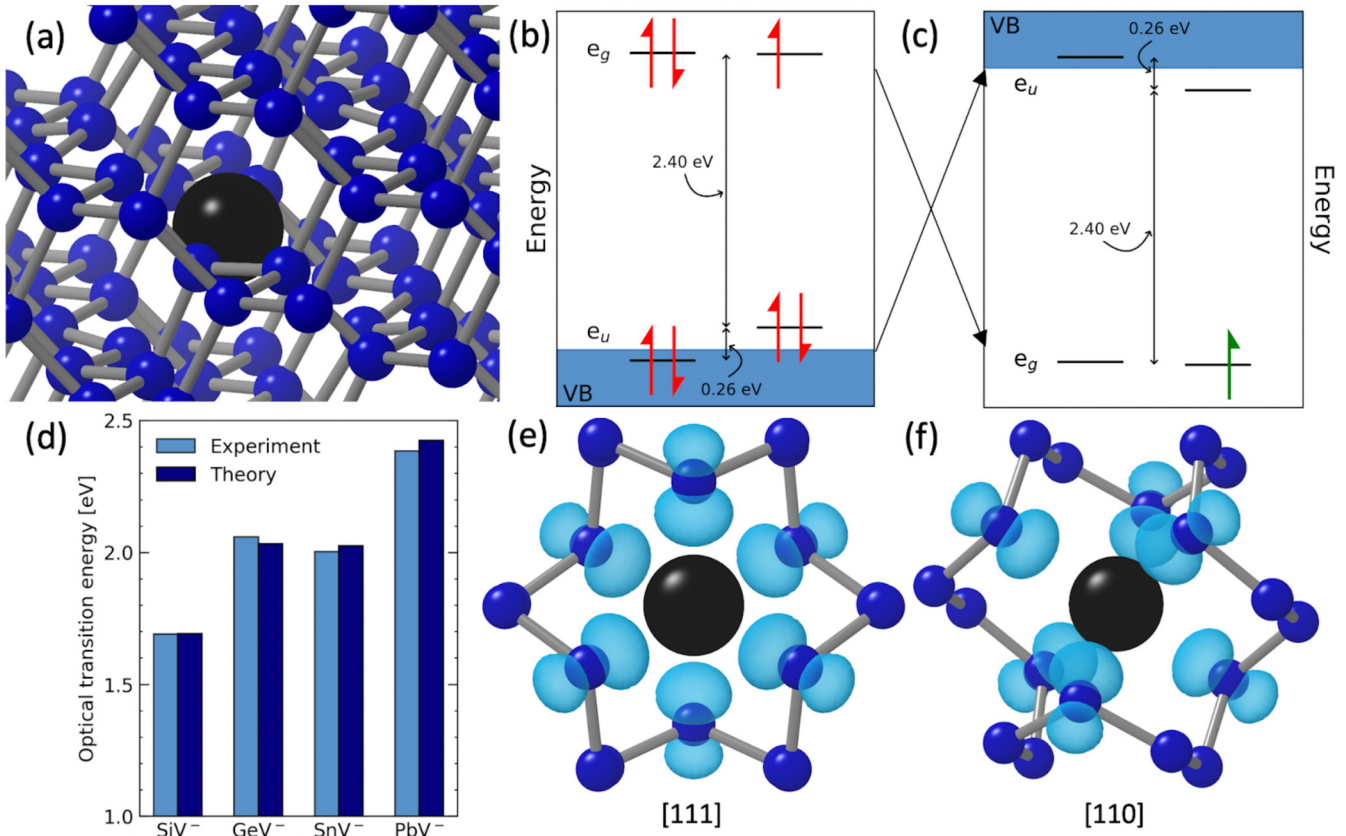 (a)
(b)
e_g
2.40 eV
e_u
VB
0.26 eV
Energy
(c)
VB
0.26 eV
e_u
2.40 eV
e_g
Energy
(d)
2.5
2.0
1.5
1.0
Optical transition energy [eV]
Experiment
Theory
SiV⁻
GeV⁻
SnV⁻
PbV⁻
(e)
[111]
(f)
[110]